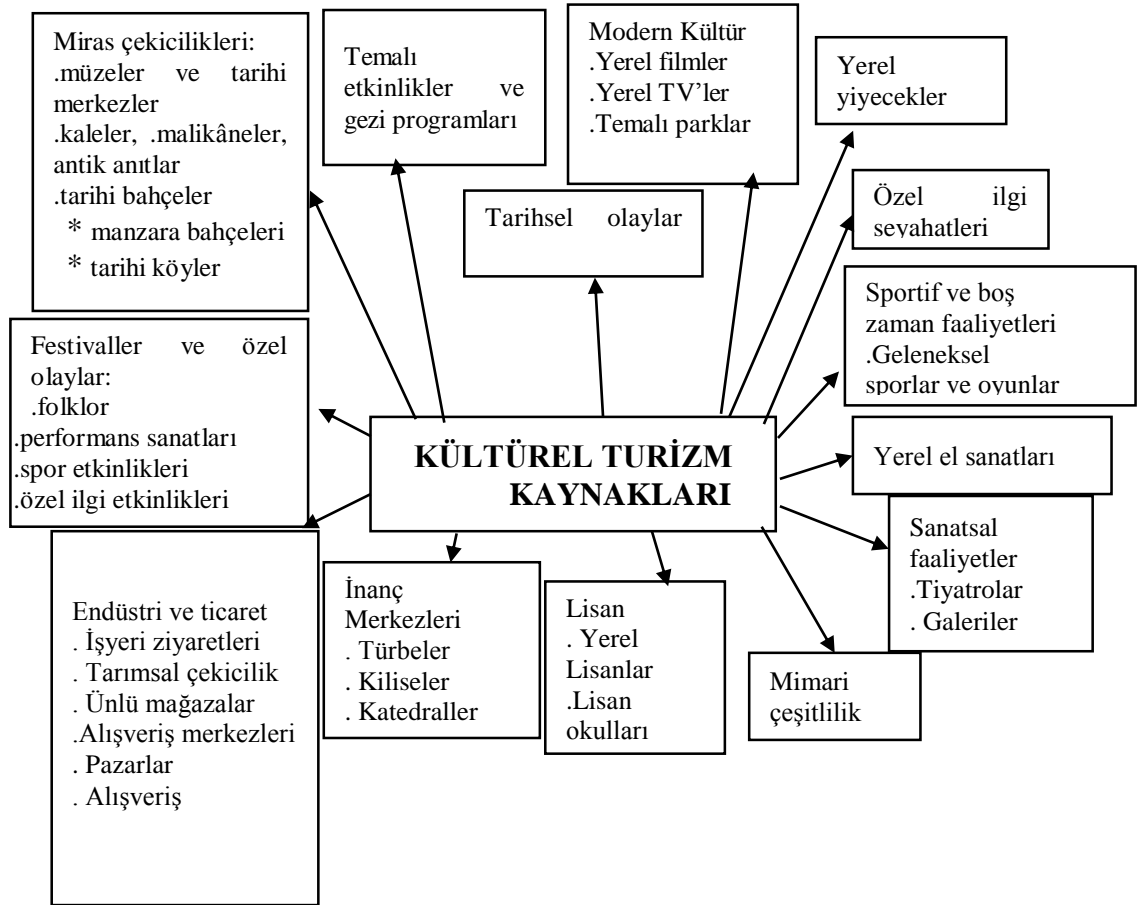 Miras çekicilikleri:
.müzeler ve tarihi
merkezler
.kaleler, .malikâneler,
antik anıtlar
.tarihi bahçeler
* manzara bahçeleri
* tarihi köyler
Temalı
etkinlikler ve
gezi programları
Modern Kültür
.Yerel filmler
.Yerel TV’ler
.Temalı parklar
Yerel
yiyecekler
Tarihsel olaylar
Özel ilgi
seyahatleri
Sportif ve boş
zaman faaliyetleri
.Geleneksel
sporlar ve oyunlar
Festivaller ve özel
olaylar:
.folklor
.performans sanatları
.spor etkinlikleri
.özel ilgi etkinlikleri
KÜLTÜREL TURİZM
KAYNAKLARI
Yerel el sanatları
Sanatsal
faaliyetler
.Tiyatrolar
. Galeriler
Endüstri ve ticaret
. İşyeri ziyaretleri
. Tarımsal çekicilik
. Ünlü mağazalar
.Alışveriş merkezleri
. Pazarlar
. Alışveriş
İnanç
Merkezleri
. Türbeler
. Kiliseler
. Katedraller
Lisan
. Yerel
Lisanlar
.Lisan
okulları
Mimari
çeşitlilik